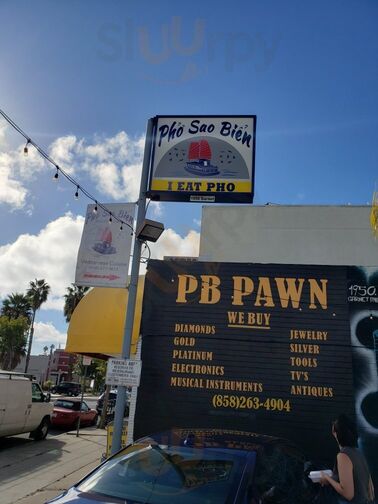 Slurrpy
Phở Sao Biển
I EAT PHO
PB PAWN
WE BUY
DIAMONDS
GOLD
PLATINUM
ELECTRONICS
MUSICAL INSTRUMENTS
JEWELRY
SILVER
TOOLS
TV'S
ANTIQUES
(858)263-4904
1950